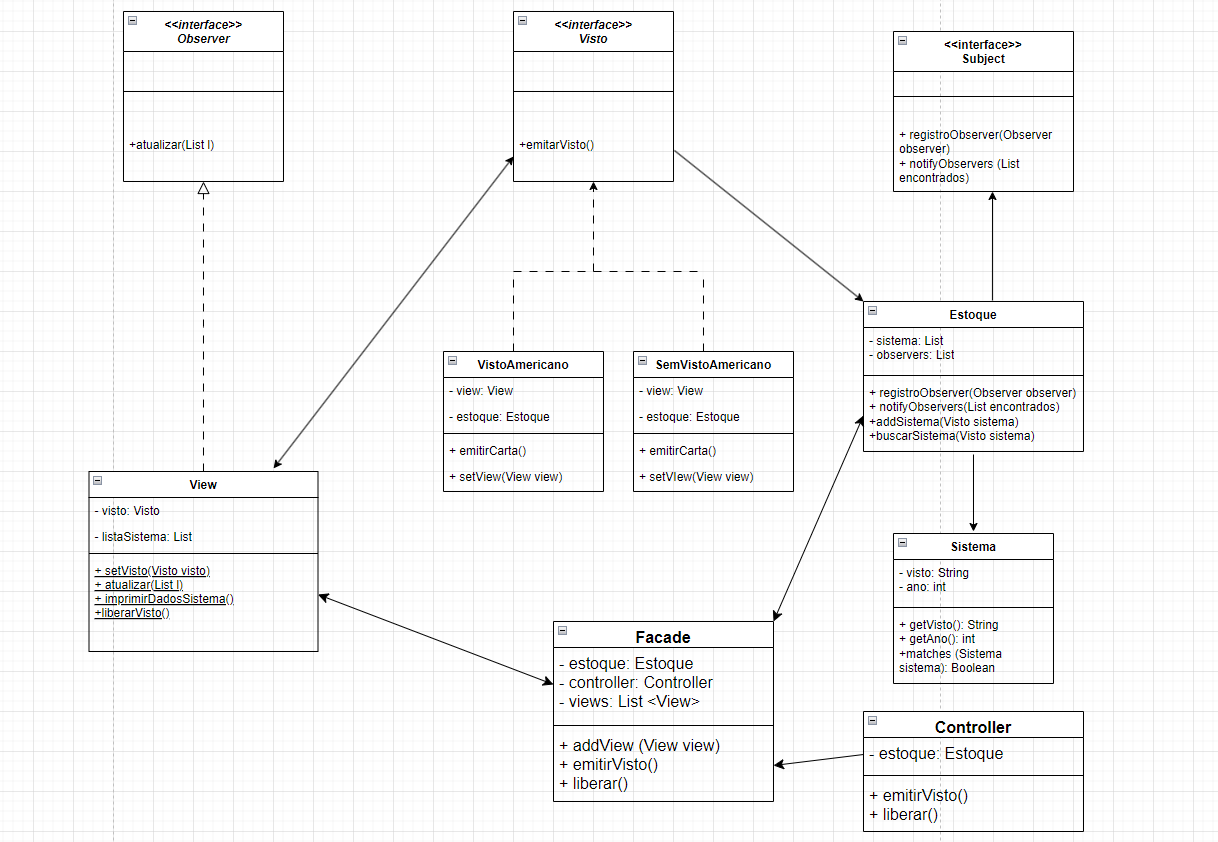 <<interface>>
Observer
+atualizar(List l)
<<interface>>
Visto
+emitarVisto()
<<interface>>
Subject
+ registroObserver(Observer
observer)
+ notifyObservers (List
encontrados)
Estoque
- sistema: List
- observers: List
+ registroObserver(Observer observer)
+ notifyObservers(List encontrados)
+addSistema(Visto sistema)
+buscarSistema(Visto sistema)
VistoAmericano
- view: View
- estoque: Estoque
+ emitirCarta()
+ setView(View view)
SemVistoAmericano
- view: View
- estoque: Estoque
+ emitirCarta()
+ setVIew(View view)
View
- visto: Visto
- listaSistema: List
+ setVisto(Visto visto)
+ atualizar(List l)
+ imprimirDadosSistema()
+liberarVisto()
Sistema
- visto: String
- ano: int
+ getVisto(): String
+ getAno(): int
+matches (Sistema
sistema): Boolean
Facade
- estoque: Estoque
- controller: Controller
- views: List <View>
+ addView (View view)
+ emitirVisto()
+ liberar()
Controller
- estoque: Estoque
+ emitirVisto()
+ liberar()